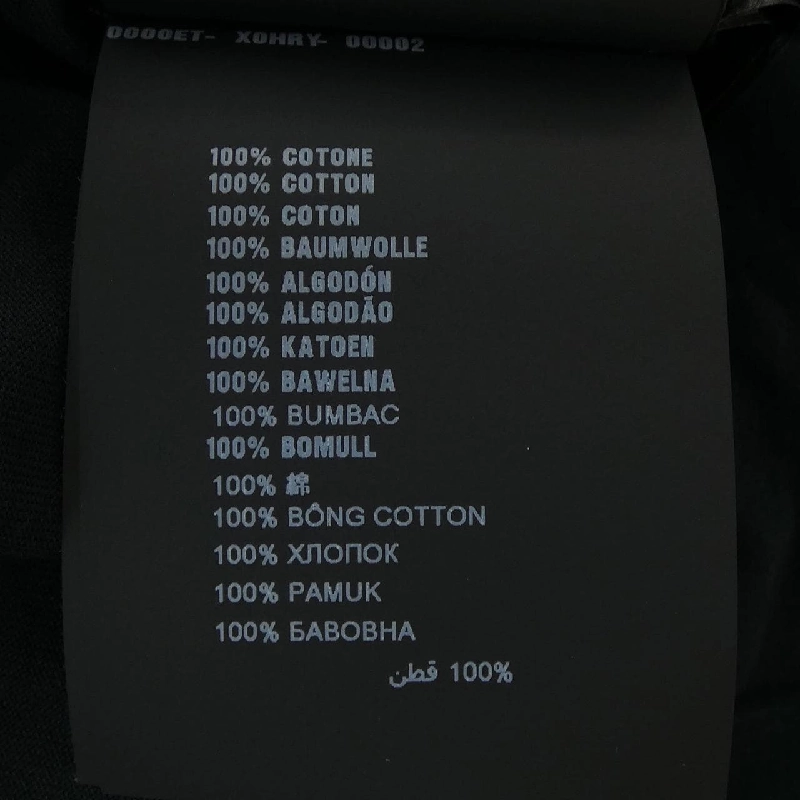 0000ET- X0HRY- 00002
100% COTONE
100% COTTON
100% COTON
100% BAUMWOLLE
100% ALGODÓN
100% ALGODÃO
100% KATOEN
100% BAWELNA
100% BUMBAC
100% BOMULL
100% 綿
100% BÔNG COTTON
100% ХЛОПОК
100% PAMUK
100% БАВОВНА
100% قطن